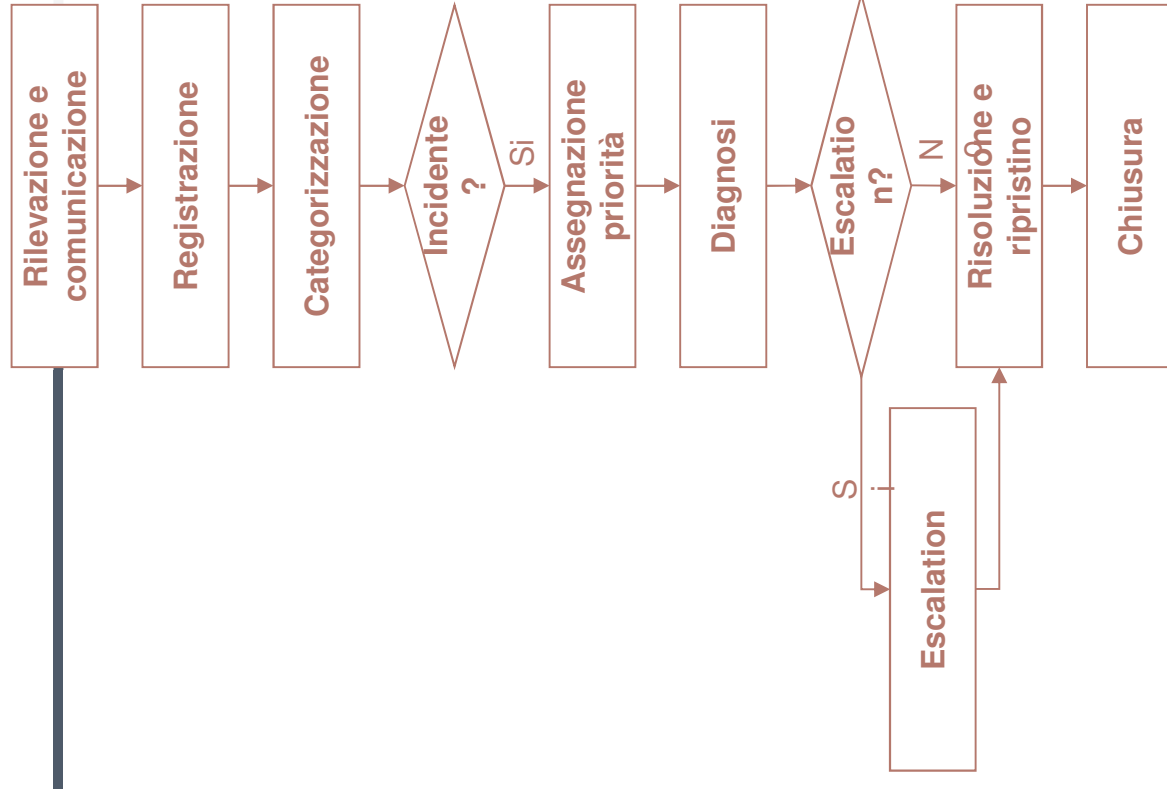 Rilevazione e
comunicazione
Registrazione
Categorizzazione
Incidente
?
Si
Assegnazione
priorità
Diagnosi
Escalatio
n?
N
o
Risoluzione e
ripristino
Chiusura
S
i
Escalation